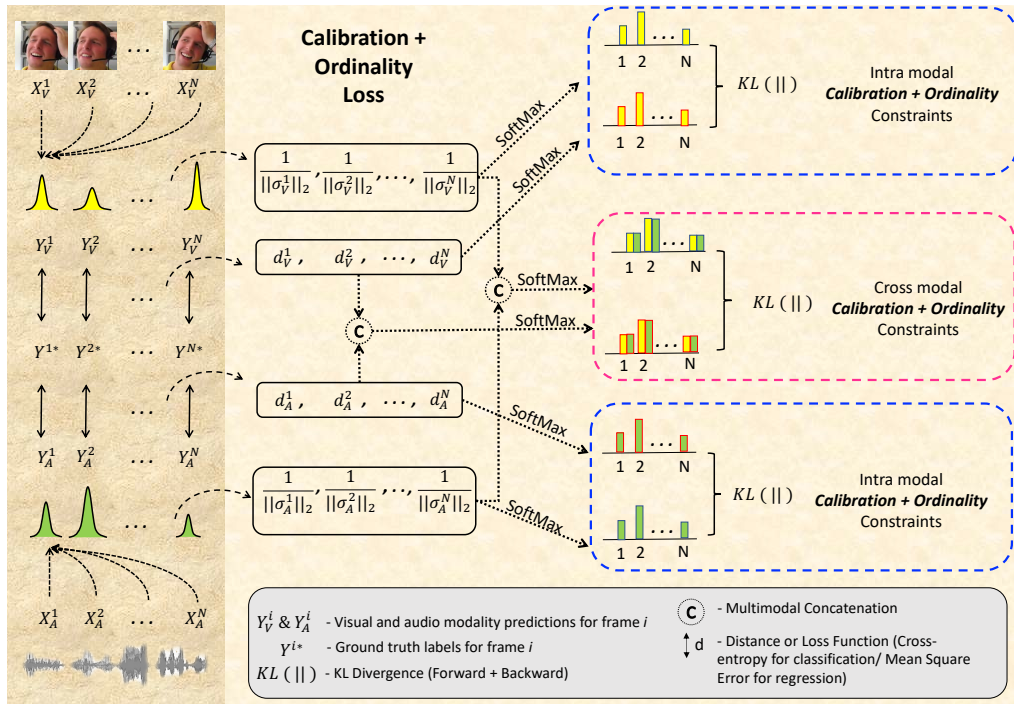 Calibration +
Ordinality
Loss
. . .
X_V^1 X_V^2 . . . X_V^N
. . .
Y_V^1 Y_V^2 . . . Y_V^N
. . .
Y^{1*} Y^{2*} . . . Y^{N*}
. . .
Y_A^1 Y_A^2 . . . Y_A^N
. . .
X_A^1 X_A^2 . . . X_A^N
1/||σ_V^1||_2 , 1/||σ_V^2||_2 , . . , 1/||σ_V^N||_2
d_V^1 , d_V^2 , . . . , d_V^N
C
C
d_A^1 , d_A^2 , . . . , d_A^N
1/||σ_A^1||_2 , 1/||σ_A^2||_2 , . . , 1/||σ_A^N||_2
SoftMax
SoftMax
SoftMax
SoftMax
SoftMax
SoftMax
. . .
1 2 N
. . .
1 2 N
KL ( || )
Intra modal
Calibration + Ordinality
Constraints
. . .
1 2 N
. . .
1 2 N
KL ( || )
Cross modal
Calibration + Ordinality
Constraints
. . .
1 2 N
. . .
1 2 N
KL ( || )
Intra modal
Calibration + Ordinality
Constraints
Y_V^i & Y_A^i - Visual and audio modality predictions for frame i
Y^{i*} - Ground truth labels for frame i
KL ( || ) - KL Divergence (Forward + Backward)
C - Multimodal Concatenation
d - Distance or Loss Function (Cross-
entropy for classification/ Mean Square
Error for regression)